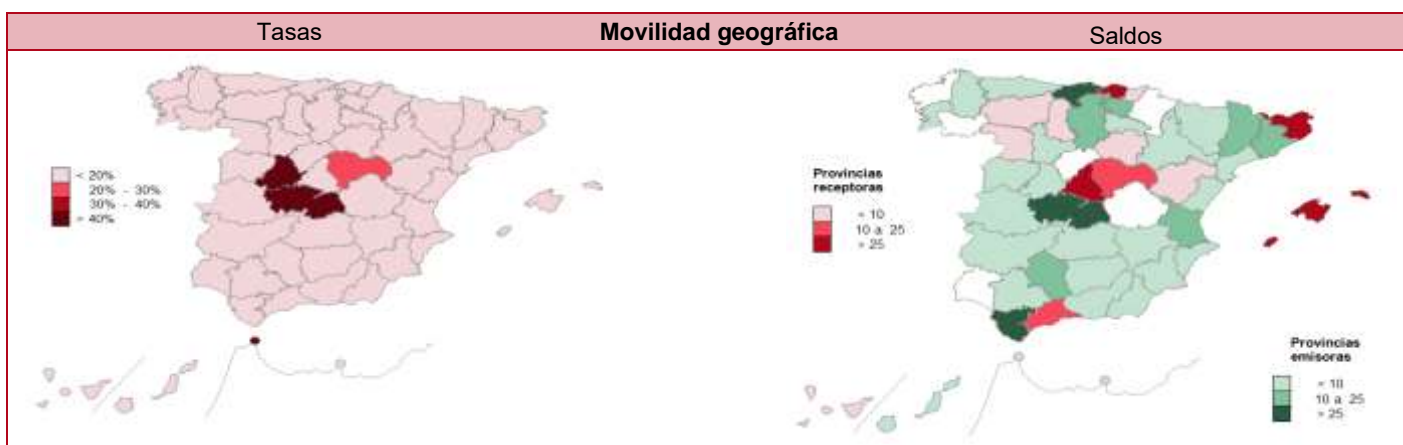 Tasas Movilidad geográfica Saldos
< 20%
20% - 30%
30% - 40%
> 40%
Provincias
receptoras
< 10
10 a 25
> 25
Provincias
emisoras
< 10
10 a 25
> 25